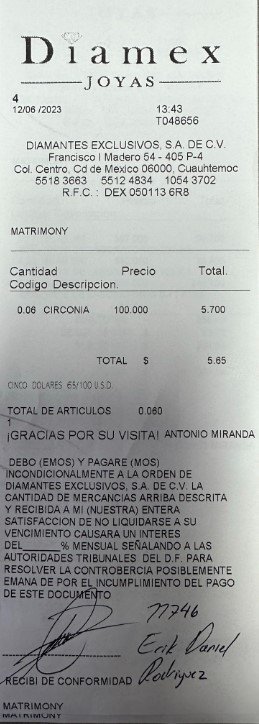 Diamex
JOYAS
4
12/06 /2023 13:43
T048656
DIAMANTES EXCLUSIVOS, S.A. DE C.V.
Francisco I Madero 54 - 405 P-4
Col. Centro, Cd de Mexico 06000, Cuauhtemoc
5518 3663 5512 4834 1054 3702
R.F.C. : DEX 050113 6R8
MATRIMONY
Cantidad Precio Total.
Codigo Descripcion.
0.06 CIRCONIA 100.000 5.700
TOTAL $ 5.65
CINCO DOLARES 65/100 U.S.D.
TOTAL DE ARTICULOS 0.060
1
¡GRACIAS POR SU VISITA! ANTONIO MIRANDA
DEBO (EMOS) Y PAGARE (MOS)
INCONDICIONALMENTE A LA ORDEN DE
DIAMANTES EXCLUSIVOS, S.A. DE C.V. LA
CANTIDAD DE MERCANCIAS ARRIBA DESCRITA
Y RECIBIDA A MI (NUESTRA) ENTERA
SATISFACCION DE NO LIQUIDARSE A SU
VENCIMIENTO CAUSARA UN INTERES
DEL______% MENSUAL SEÑALANDO A LAS
AUTORIDADES TRIBUNALES DEL D.F. PARA
RESOLVER LA CONTROBERCIA POSIBLEMENTE
EMANA DE POR EL INCUMPLIMIENTO DEL PAGO
DE ESTE DOCUMENTO
77746
Erik Daniel
Rodriguez
RECIBI DE CONFORMIDAD
MATRIMONY
MATRIMONY